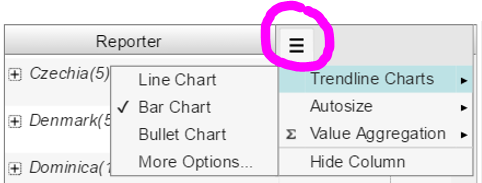 Reporter
Czechia(5)
Line Chart
Trendline Charts
Bar Chart
Autosize
Denmark(5
Bullet Chart
Σ Value Aggregation
Dominica(1
More Options...
Hide Column